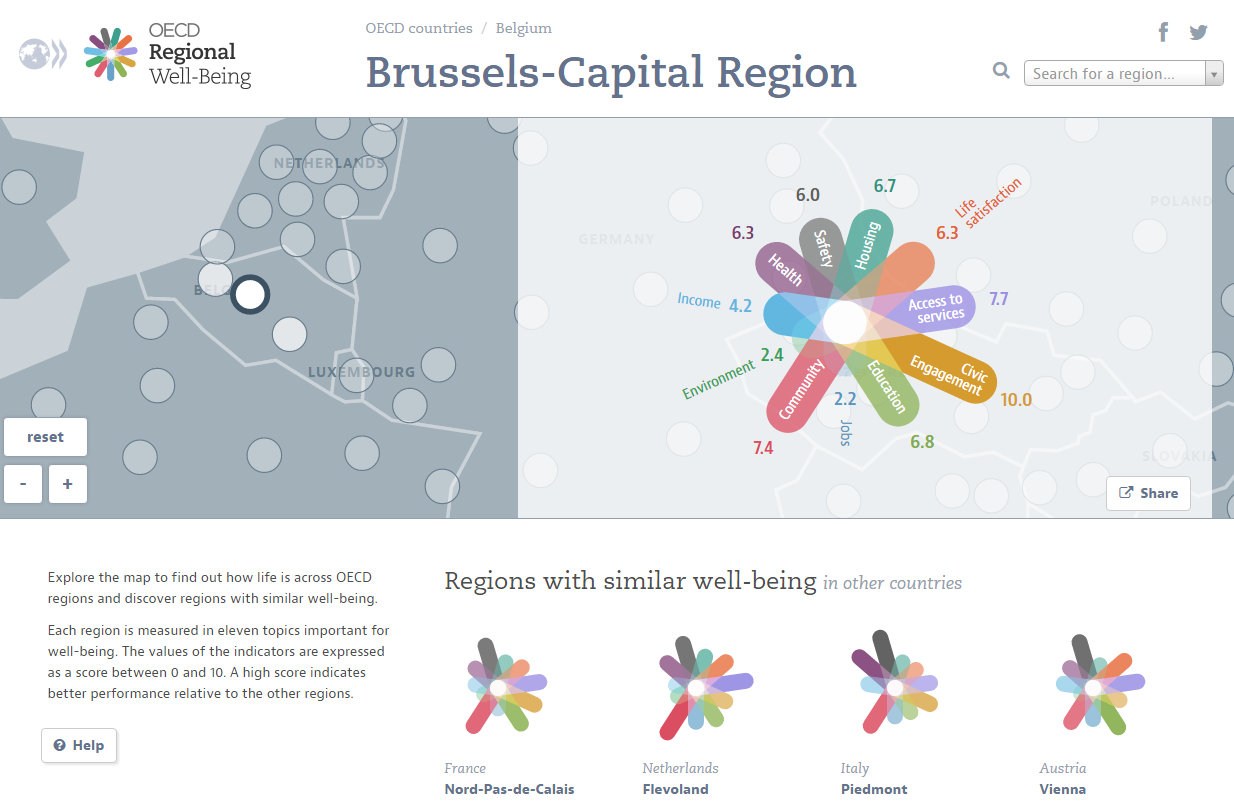 OECD
Regional
Well-Being
OECD countries / Belgium
Brussels-Capital Region
Search for a region...
NETHERLANDS
BELG
LUXEMBOURG
GERMANY
POLAND
SLOVAKIA
reset
-
+
6.0
Safety
6.7
Housing
Life
satisfaction
6.3
6.3
Health
Income 4.2
Access to
services
7.7
Environment 2.4
Civic
Engagement
10.0
Community
7.4
2.2
Jobs
Education
6.8
Share
Explore the map to find out how life is across OECD
regions and discover regions with similar well-being.
Each region is measured in eleven topics important for
well-being. The values of the indicators are expressed
as a score between 0 and 10. A high score indicates
better performance relative to the other regions.
Help
Regions with similar well-being in other countries
France
Nord-Pas-de-Calais
Netherlands
Flevoland
Italy
Piedmont
Austria
Vienna